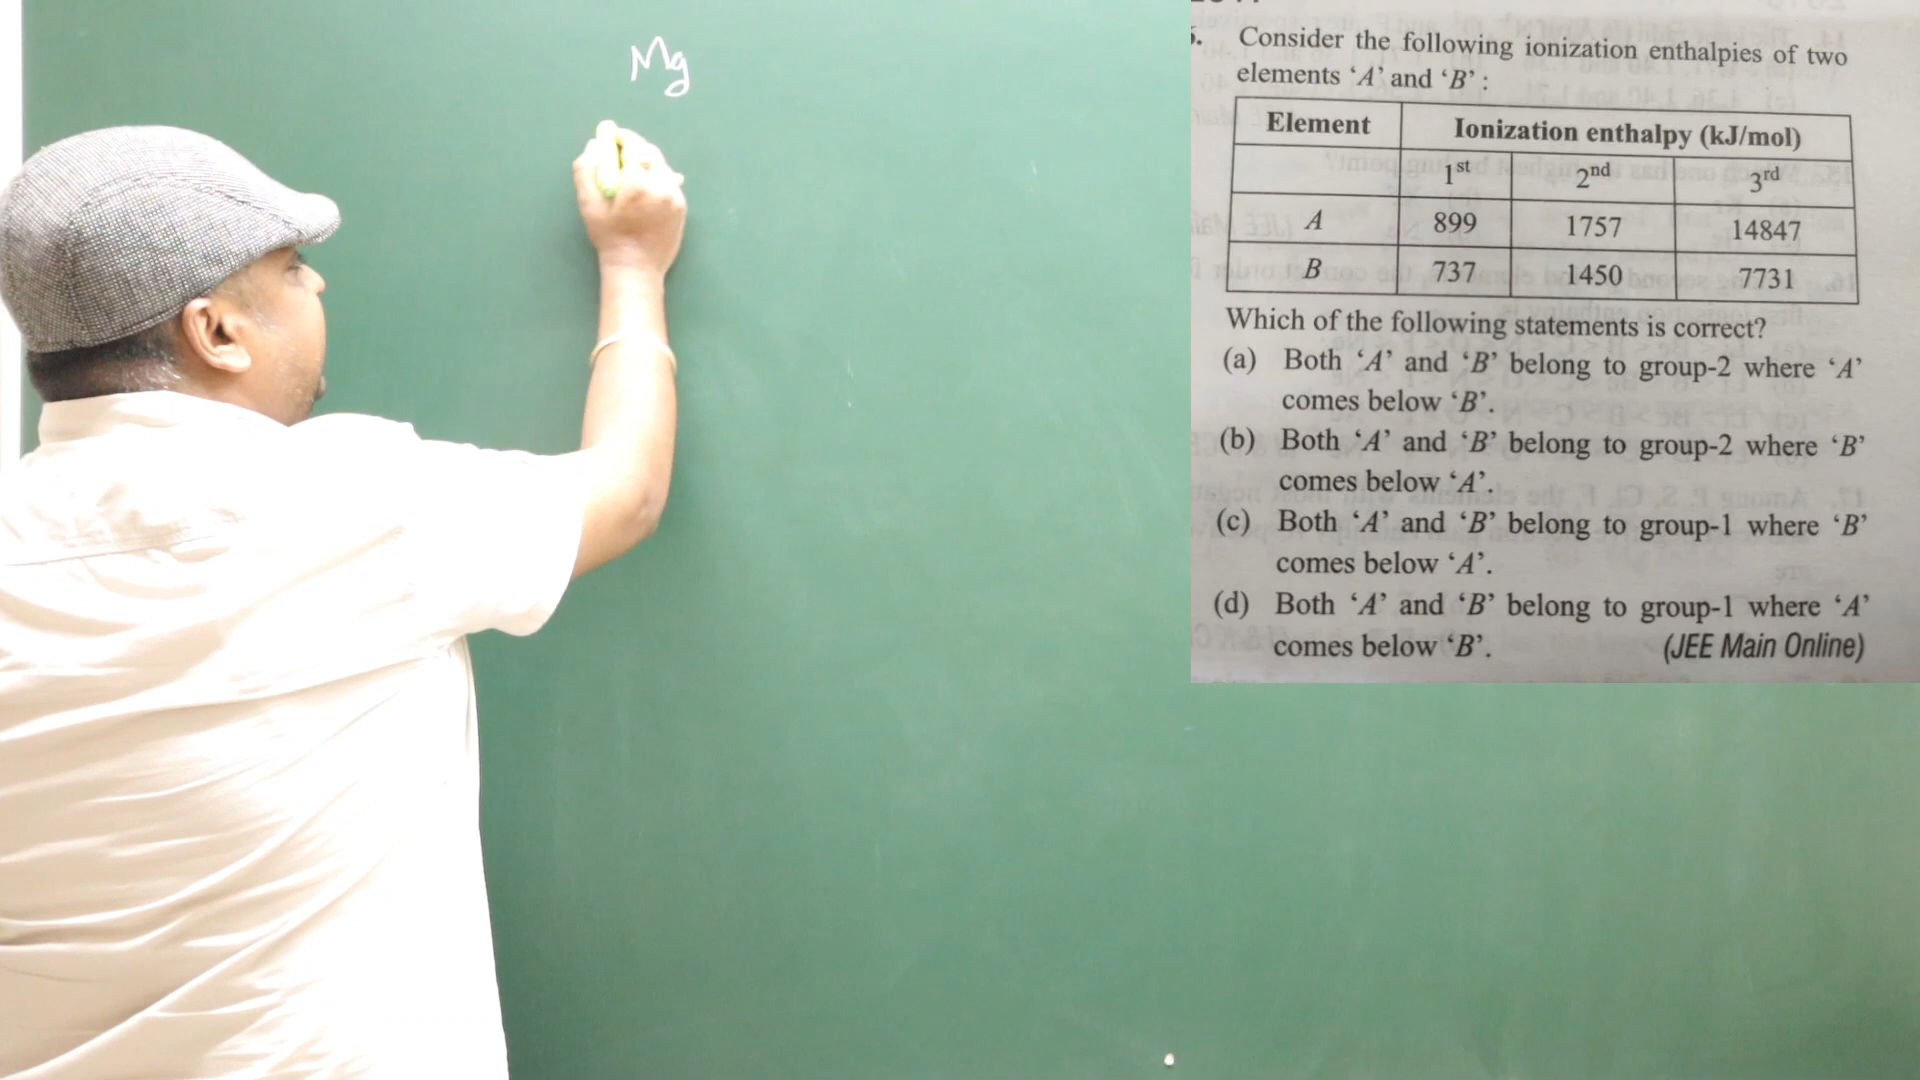 Mg
5. Consider the following ionization enthalpies of two
elements ‘A’ and ‘B’ :
Element Ionization enthalpy (kJ/mol)
1st 2nd 3rd
A 899 1757 14847
B 737 1450 7731
Which of the following statements is correct?
(a) Both ‘A’ and ‘B’ belong to group-2 where ‘A’
comes below ‘B’.
(b) Both ‘A’ and ‘B’ belong to group-2 where ‘B’
comes below ‘A’.
(c) Both ‘A’ and ‘B’ belong to group-1 where ‘B’
comes below ‘A’.
(d) Both ‘A’ and ‘B’ belong to group-1 where ‘A’
comes below ‘B’. (JEE Main Online)